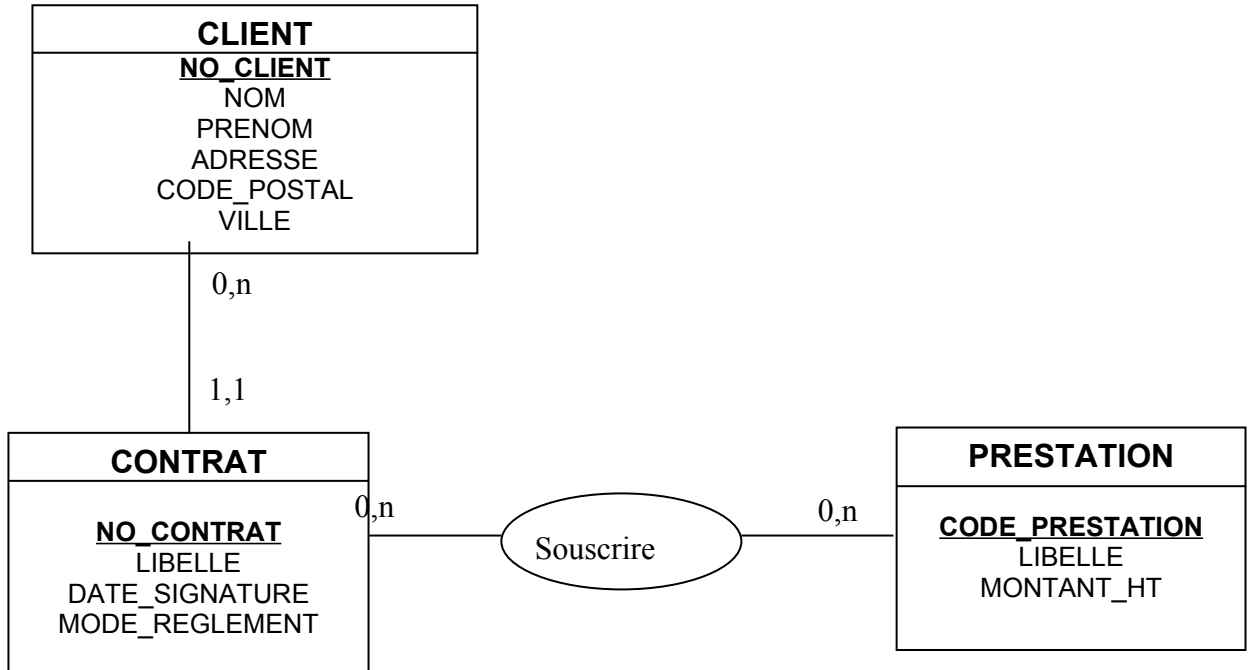 CLIENT
NO_CLIENT
NOM
PRENOM
ADRESSE
CODE_POSTAL
VILLE
0,n
1,1
CONTRAT
NO_CONTRAT
LIBELLE
DATE_SIGNATURE
MODE_REGLEMENT
0,n
Souscrire
0,n
PRESTATION
CODE_PRESTATION
LIBELLE
MONTANT_HT